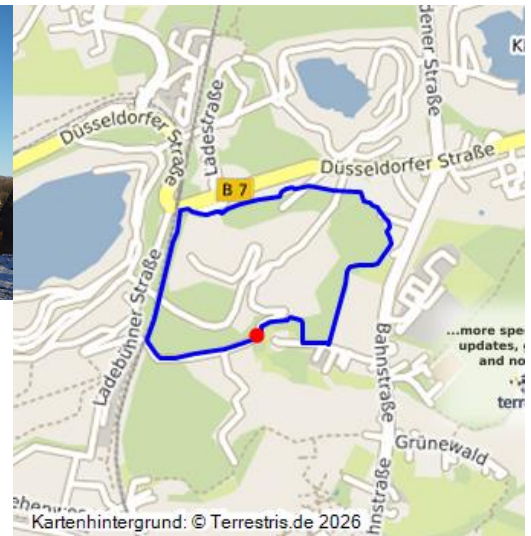 Düsseldorfer Straße
Ladestraße
B 7
Düsseldorfer Straße
Ladebünner Straße
Bahnstraße
...more spe
updates,
and no
terre
Grünewald
Kartenhintergrund: © Terrestris.de 2026